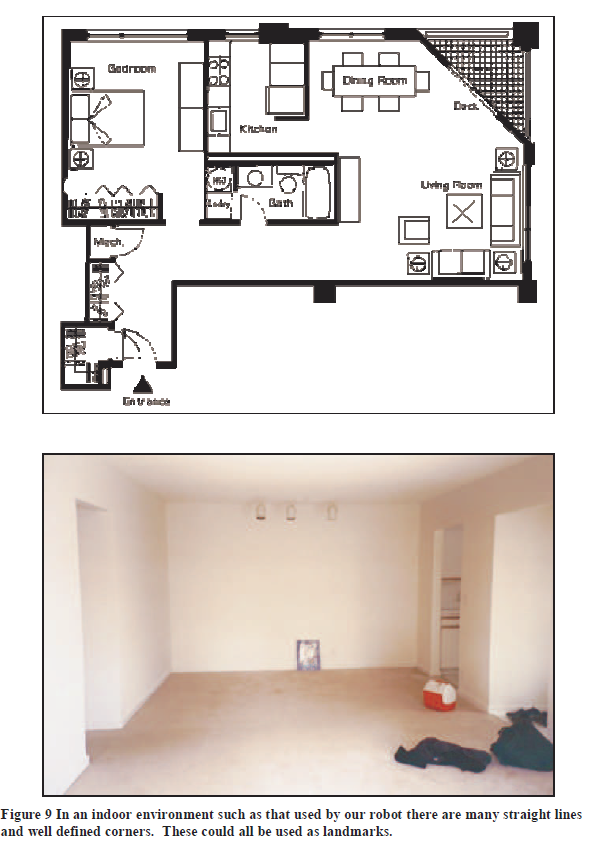 Bedroom
Dining Room
Deck
Kitchen
Living Room
Bath
Mech.
Entrance
Figure 9 In an indoor environment such as that used by our robot there are many straight lines
and well defined corners.  These could all be used as landmarks.